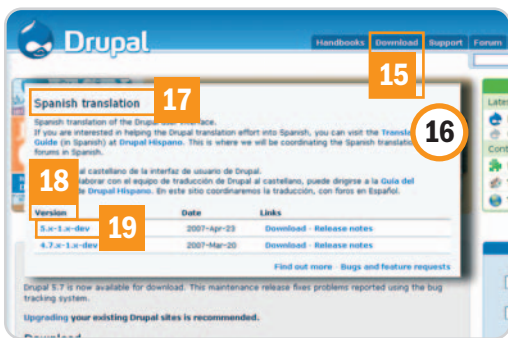 Drupal
Handbooks Download Support Forum
15
17
Spanish translation
16
Spanish translation of the Drupal user interface.
If you are interested in helping the Drupal translation effort into Spanish, you can visit the
Guide (in Spanish) at Drupal Hispano. This is where we will be coordinating the Spanish
forums in Spanish.
al castellano de la interfaz de usuario de Drupal.
con el equipo de traducción de Drupal al castellano, puede dirigirse a la Guía del
de Drupal Hispano. En este sitio coordinaremos la traducción, con foros en Español.
18
Version Date Links
5.x-1.x-dev 2007-Apr-23 Download · Release notes
19
4.7.x-1.x-dev 2007-Mar-20 Download · Release notes
Find out more · Bugs and feature requests
Drupal 5.7 is now available for download. This maintenance release fixes problems reported using the bug
tracking system.
Upgrading your existing Drupal sites is recommended.